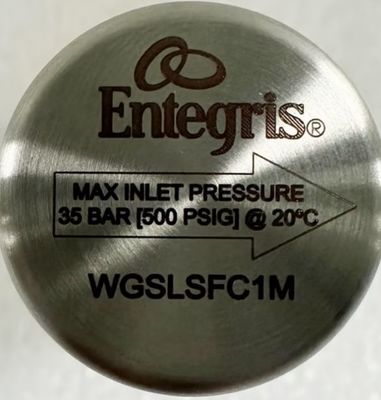 Entegris®
MAX INLET PRESSURE
35 BAR [500 PSIG] @ 20°C
WGSLSFC1M